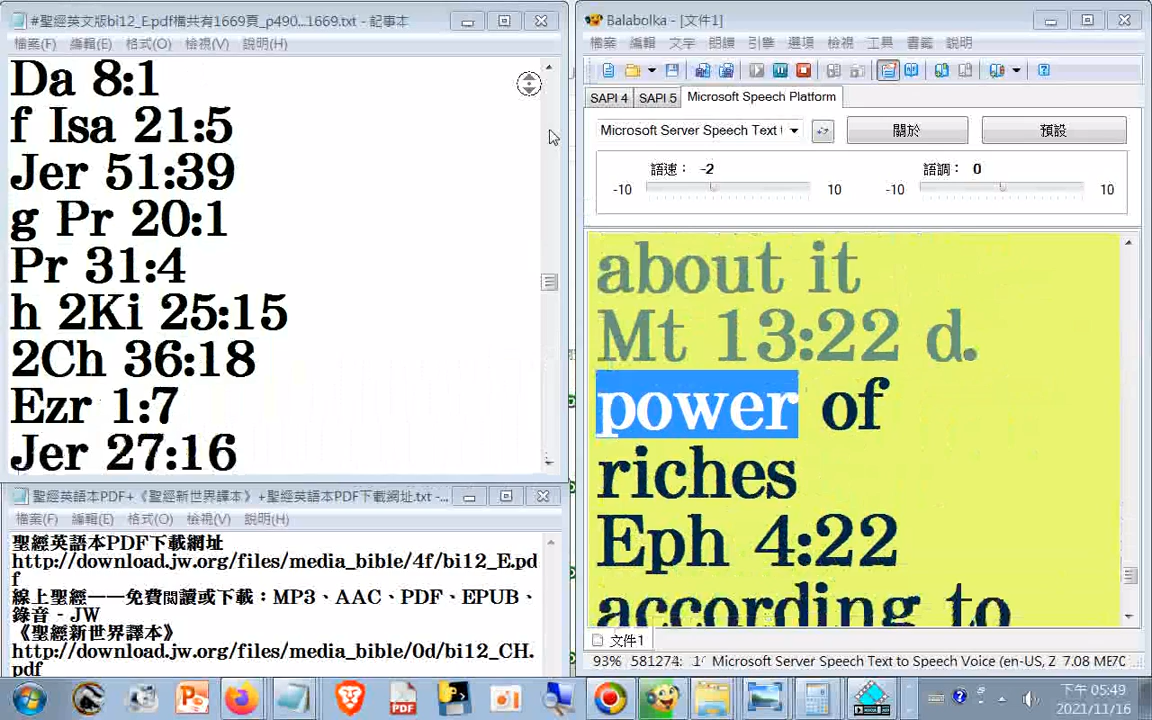 #聖經英文版bi12_E.pdf檔共有1669頁_p490...1669.txt - 記事本
檔案(F) 編輯(E) 格式(O) 檢視(V) 說明(H)
Da 8:1
f Isa 21:5
Jer 51:39
g Pr 20:1
Pr 31:4
h 2Ki 25:15
2Ch 36:18
Ezr 1:7
Jer 27:16
聖經英語本PDF+《聖經新世界譯本》+聖經英語本PDF下載網址.txt -...
檔案(F) 編輯(E) 格式(O) 檢視(V) 說明(H)
聖經英語本PDF下載網址
http://download.jw.org/files/media_bible/4f/bi12_E.pd
f
線上聖經——免費閱讀或下載：MP3、AAC、PDF、EPUB、
錄音 - JW
《聖經新世界譯本》
http://download.jw.org/files/media_bible/0d/bi12_CH.
pdf
Balabolka - [文件1]
檔案 編輯 文字 朗讀 引擎 選項 檢視 工具 書籤 說明
SAPI 4 SAPI 5 Microsoft Speech Platform
Microsoft Server Speech Text 關於 預設
語速： -2 語調： 0
-10 10 -10 10
about it
Mt 13:22 d.
power of
riches
Eph 4:22
according to
文件1
93% 581274: Microsoft Server Speech Text to Speech Voice (en-US, Z 7.08 ME
下午 05:49
2021/11/16